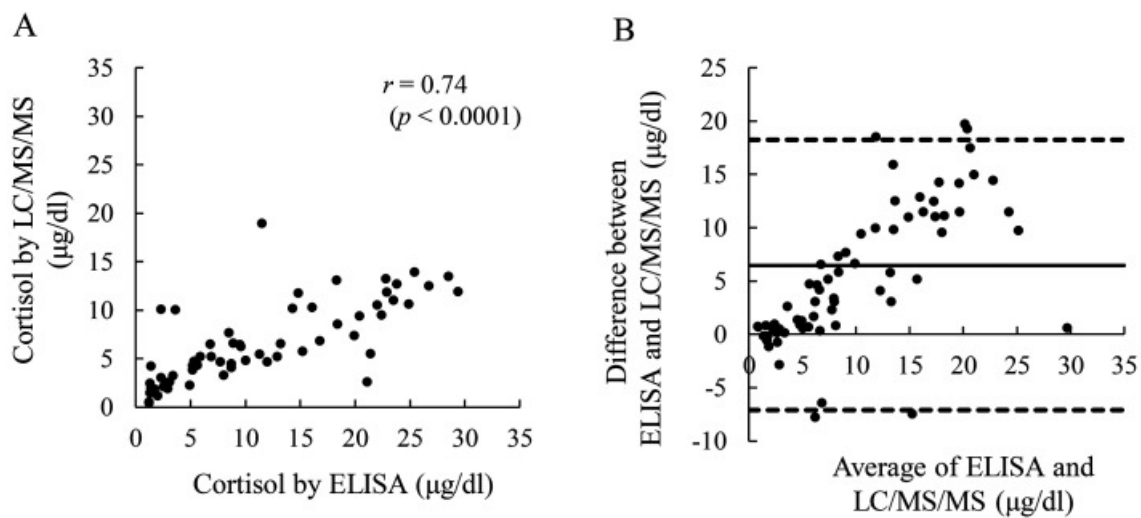 A
Cortisol by LC/MS/MS
(μg/dl)
35
30
25
20
15
10
5
0
r = 0.74
(p < 0.0001)
0 5 10 15 20 25 30 35
Cortisol by ELISA (μg/dl)
B
Difference between
ELISA and LC/MS/MS (μg/dl)
25
20
15
10
5
0
-5
-10
0 5 10 15 20 25 30 35
Average of ELISA and
LC/MS/MS (μg/dl)